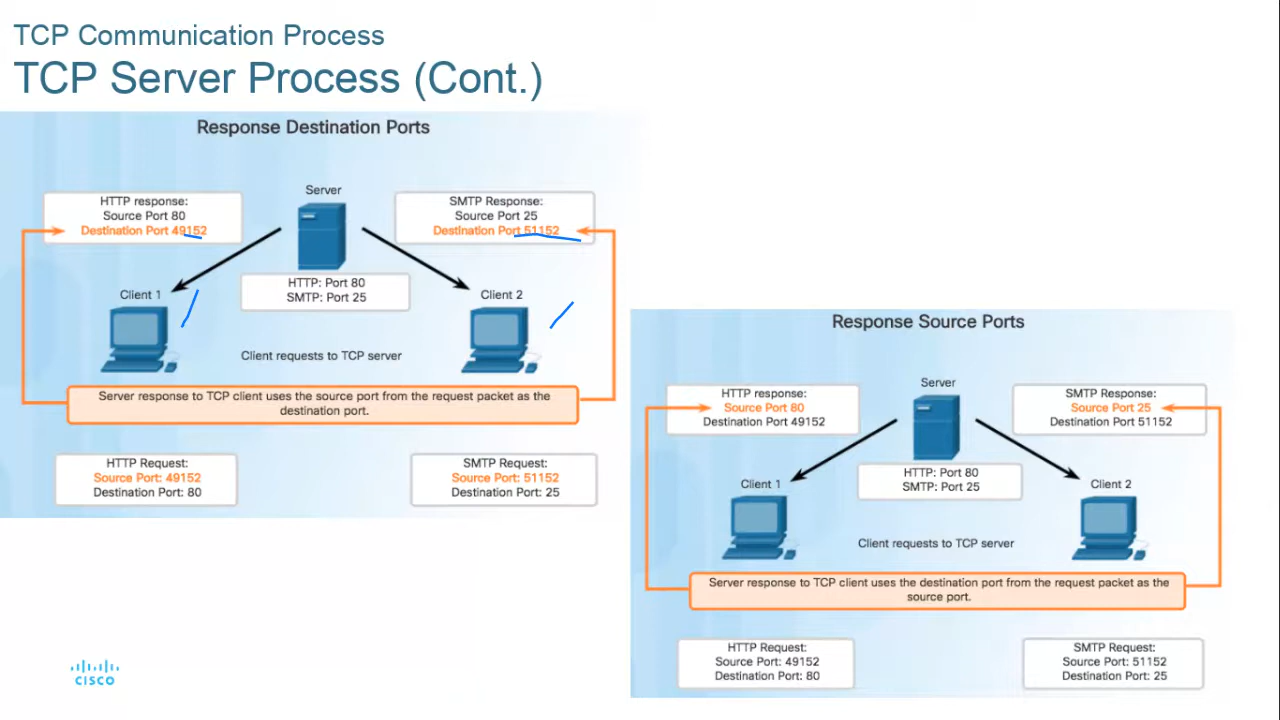 TCP Communication Process
TCP Server Process (Cont.)
Response Destination Ports
Server
HTTP response:
Source Port 80
Destination Port 49152
SMTP Response:
Source Port 25
Destination Port 51152
HTTP: Port 80
SMTP: Port 25
Client 1
Client 2
Client requests to TCP server
Server response to TCP client uses the source port from the request packet as the
destination port.
HTTP Request:
Source Port: 49152
Destination Port: 80
SMTP Request:
Source Port: 51152
Destination Port: 25
Response Source Ports
Server
HTTP response:
Source Port 80
Destination Port 49152
SMTP Response:
Source Port 25
Destination Port 51152
HTTP: Port 80
SMTP: Port 25
Client 1
Client 2
Client requests to TCP server
Server response to TCP client uses the destination port from the request packet as the
source port.
HTTP Request:
Source Port: 49152
Destination Port: 80
SMTP Request:
Source Port: 51152
Destination Port: 25
CISCO